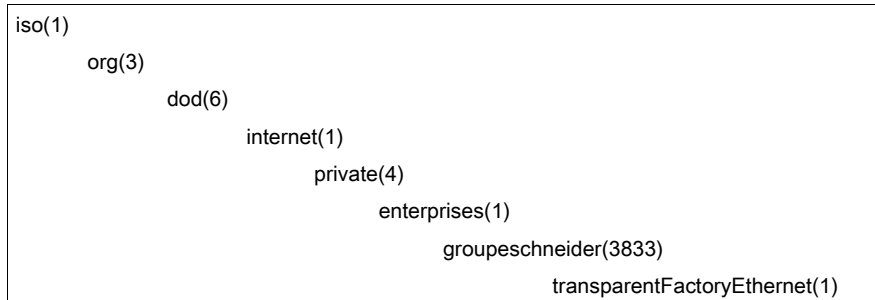 iso(1)
org(3)
dod(6)
internet(1)
private(4)
enterprises(1)
groupeschneider(3833)
transparentFactoryEthernet(1)